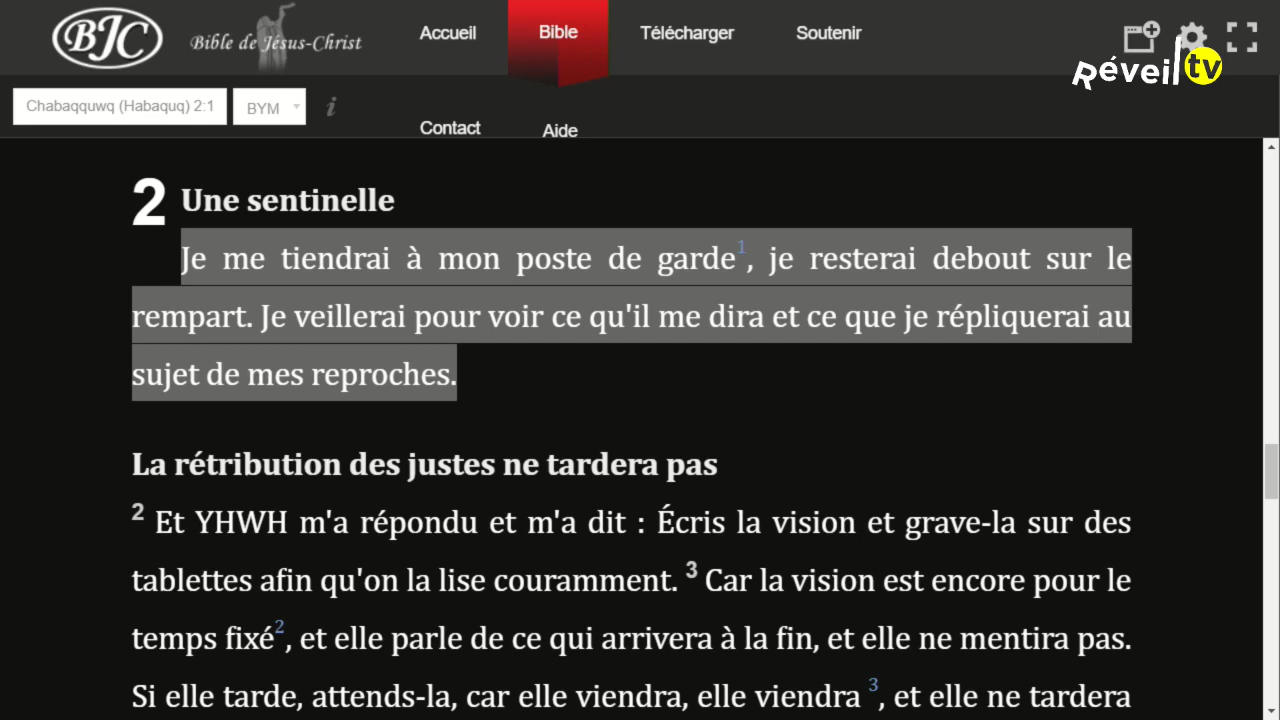 BJC
Bible de Jésus-Christ
Accueil
Bible
Télécharger
Soutenir
Réveil tv
Chabaqquwq (Habaquq) 2:1
BYM
i
Contact
Aide
2 Une sentinelle
Je me tiendrai à mon poste de garde1, je resterai debout sur le
rempart. Je veillerai pour voir ce qu'il me dira et ce que je répliquerai au
sujet de mes reproches.
La rétribution des justes ne tardera pas
2 Et YHWH m'a répondu et m'a dit : Écris la vision et grave-la sur des
tablettes afin qu'on la lise couramment. 3 Car la vision est encore pour le
temps fixé2, et elle parle de ce qui arrivera à la fin, et elle ne mentira pas.
Si elle tarde, attends-la, car elle viendra, elle viendra 3, et elle ne tardera